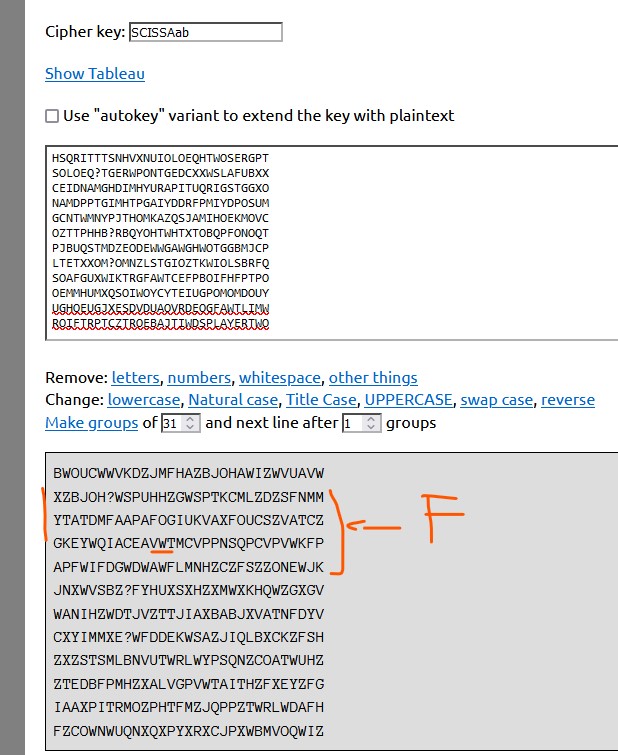 Cipher key: SCISSAab
Show Tableau
Use "autokey" variant to extend the key with plaintext
HSQRITTTSNHVXNUIOLOEQHTWOSERGPT
SOLOEQ?TGERWPONTGEDCXXWSLAFUBXX
CEIDNAMGHDIMHYURAPITUQRIGSTGGXO
NAMDPPTGIMHTPGAIYDDRFPMIYDPOSUM
GCNTWMNYPJTHOMKAZQSJAMIHOEKMOVC
OZTTPHHB?RBQYOHTWHTXTOBQPFONOQT
PJBUQSTMDZEODEWWGAWGHWOTGGBMJCP
LTETXXOM?OMNZLSTGIOZTKWIOLSBRFQ
SOAFGUXWIKTRGFAWTCEFPBOIFHFPTPO
OEMMHUMXQSOIWOYCYTEIUGPOMOMDOUY
UGHQEUGJXESDVDUAOVRDEQGFAWTLIMW
ROIFTRPTCZTROEBAJTIWDSPLAYERTWO
Remove: letters, numbers, whitespace, other things
Change: lowercase, Natural case, Title Case, UPPERCASE, swap case, reverse
Make groups of 31 and next line after 1 groups
BWOUCWWVKDZJMFHAZBJOHAWIZWVUAVW
XZBJOH?WSPUHHZGWSPTKCMLZDZSFNMM
YTATDMFAAPAFOGIUKVAXFOUCSZVATCZ
GKEYWQIACEAVWTMCVPPNSQPCVPVWKFP
APFWIFDGWDWAWFLMNHZCZFSZZONEWJK
F
JNXWVSBZ?FYHUXSXHZXMWXKHQWZGXGV
WANIHZWDTJVZTTJIAXBABJXVATNFDYV
CXYIMMXE?WFDDEKWSAZJIQLBXCKZFSH
ZXZSTSMLBNVUTWRLWYPSQNZCOATWUHZ
ZTEDBFPMHZXALVGPVWTAITHZFXEYZFG
IAAXPITRMOZPHTFMZJQPPZTWRLWDAFH
FZCOWNWUQNXQXPYXRXCJPXWBMVOQWIZ